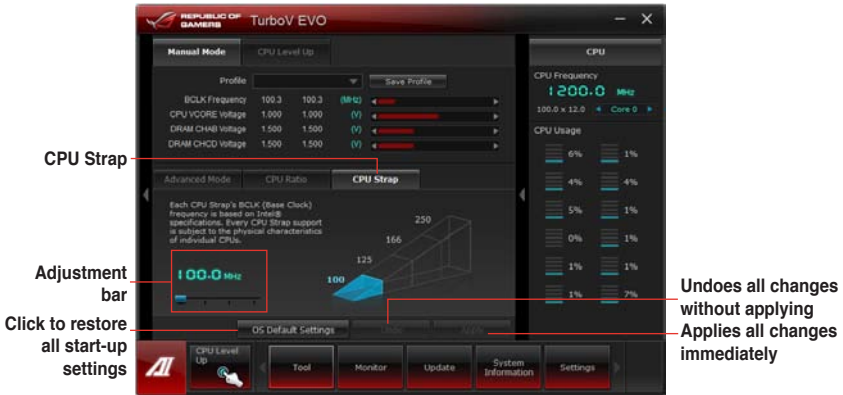 REPUBLIC OF GAMERS
TurboV EVO
Manual Mode
CPU Level Up
Profile
Save Profile
BCLK Frequency 100.3 100.3 (MHz)
CPU VCORE Voltage 1.000 1.000 (V)
DRAM CHAB Voltage 1.500 1.500 (V)
DRAM CHCD Voltage 1.500 1.500 (V)
CPU
CPU Frequency
1200.0 MHz
100.0 x 12.0 Core 0
CPU Usage
6% 1%
4% 4%
5% 1%
0% 1%
1% 1%
1% 7%
CPU Strap
Advanced Mode
CPU Ratio
CPU Strap
Each CPU Strap's BCLK (Base Clock)
frequency is based on Intel®
specifications. Every CPU Strap support
is subject to the physical characteristics
of individual CPUs.
250
166
125
100
Adjustment
bar
100.0 MHz
Click to restore
all start-up
settings
OS Default Settings
Undo
Apply
Undoes all changes
without applying
Applies all changes
immediately
CPU Level
Up
Tool
Monitor
Update
System
Information
Settings